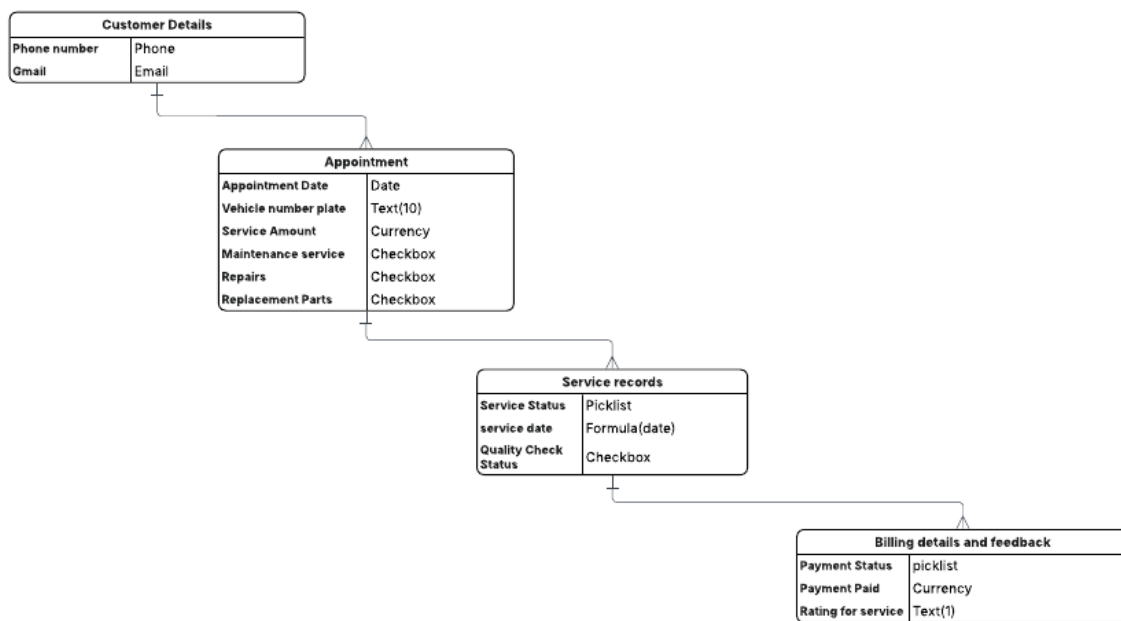 Customer Details
Phone number Phone
Gmail Email
Appointment
Appointment Date Date
Vehicle number plate Text(10)
Service Amount Currency
Maintenance service Checkbox
Repairs Checkbox
Replacement Parts Checkbox
Service records
Service Status Picklist
service date Formula(date)
Quality Check
Status Checkbox
Billing details and feedback
Payment Status picklist
Payment Paid Currency
Rating for service Text(1)